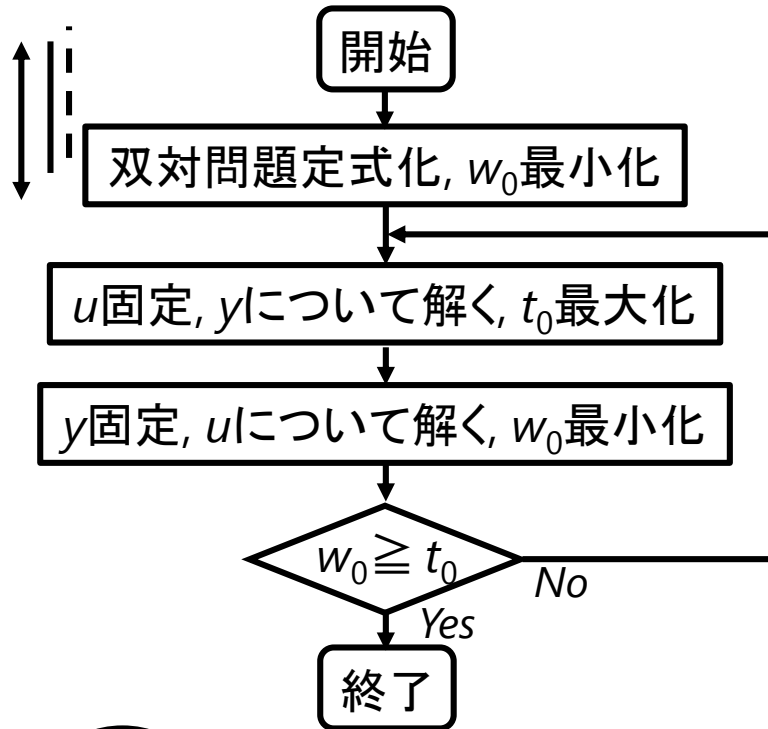 開始
双対問題定式化, w₀最小化
u固定, yについて解く, t₀最大化
y固定, uについて解く, w₀最小化
w₀≧ t₀
No
Yes
終了